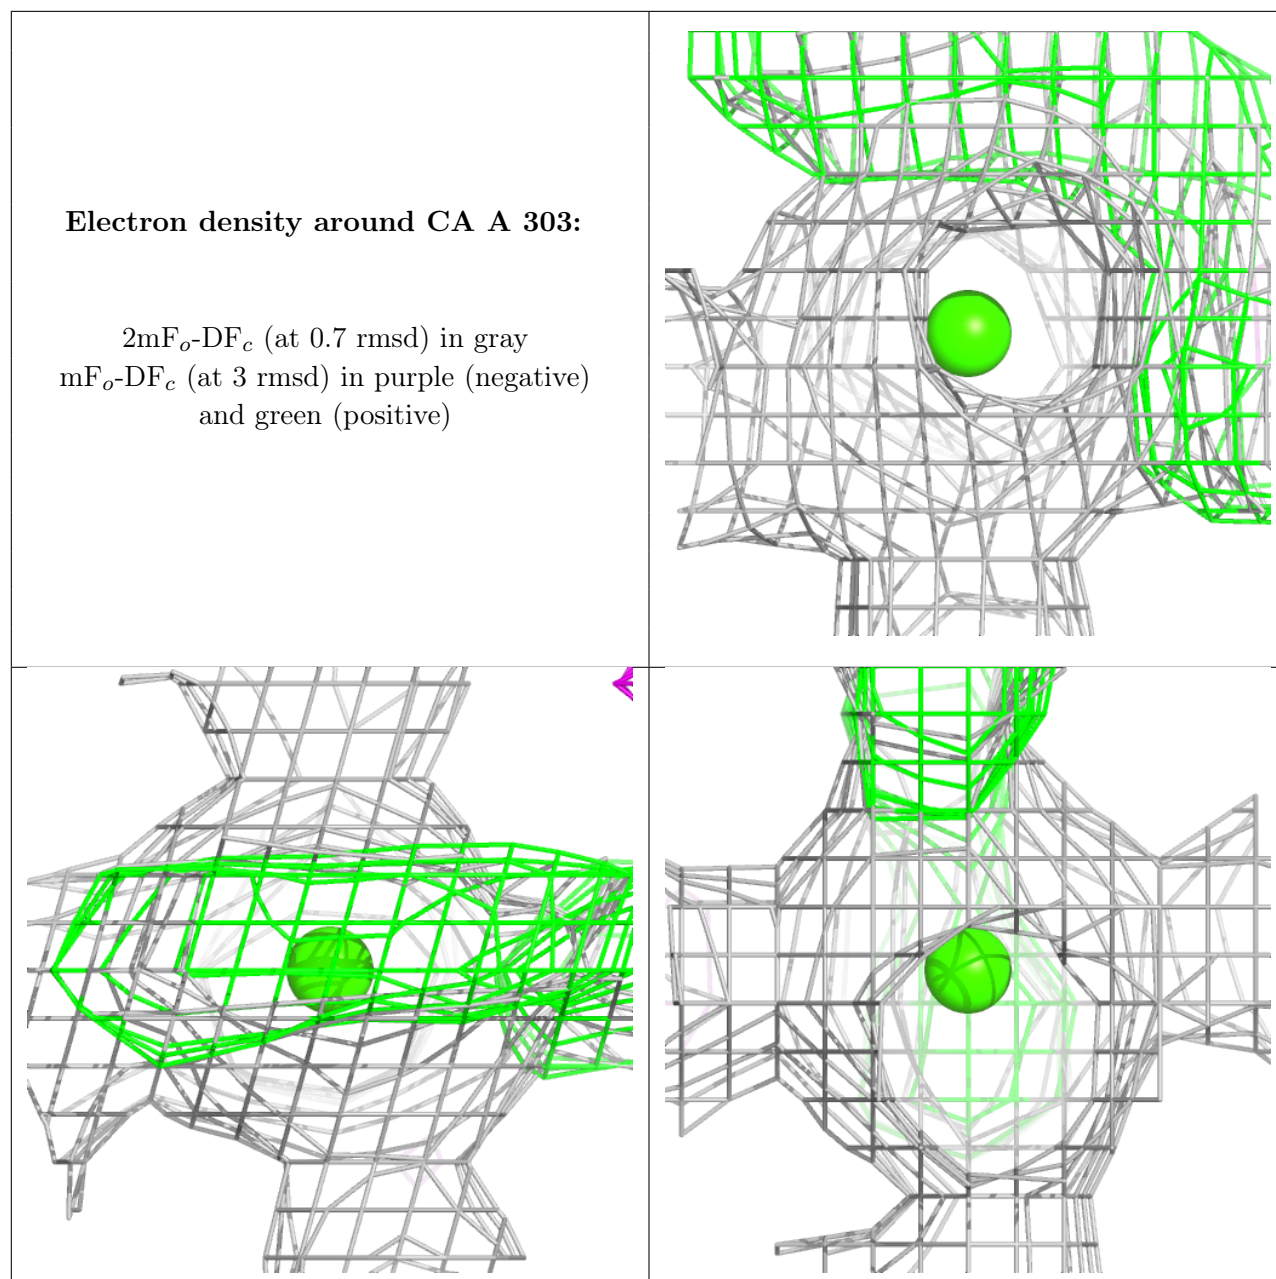 Electron density around CA A 303:
2mFo-DFc (at 0.7 rmsd) in gray
mFo-DFc (at 3 rmsd) in purple (negative)
and green (positive)